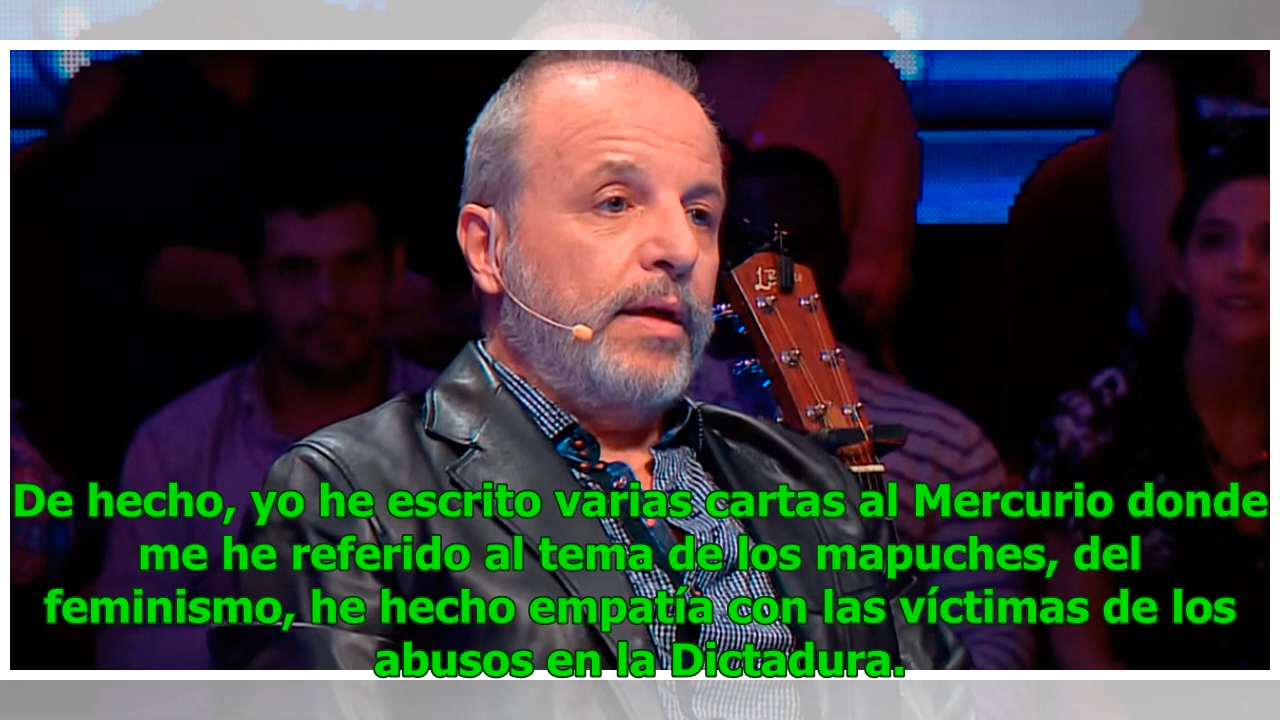 De hecho, yo he escrito varias cartas al Mercurio donde
me he referido al tema de los mapuches, del
feminismo, he hecho empatía con las víctimas de los
abusos en la Dictadura.